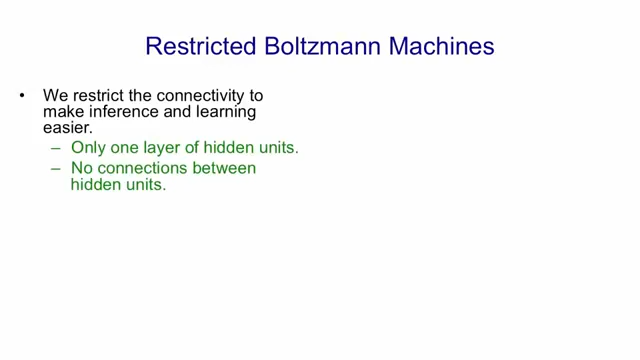 Restricted Boltzmann Machines
• We restrict the connectivity to
make inference and learning
easier.
– Only one layer of hidden units.
– No connections between
hidden units.